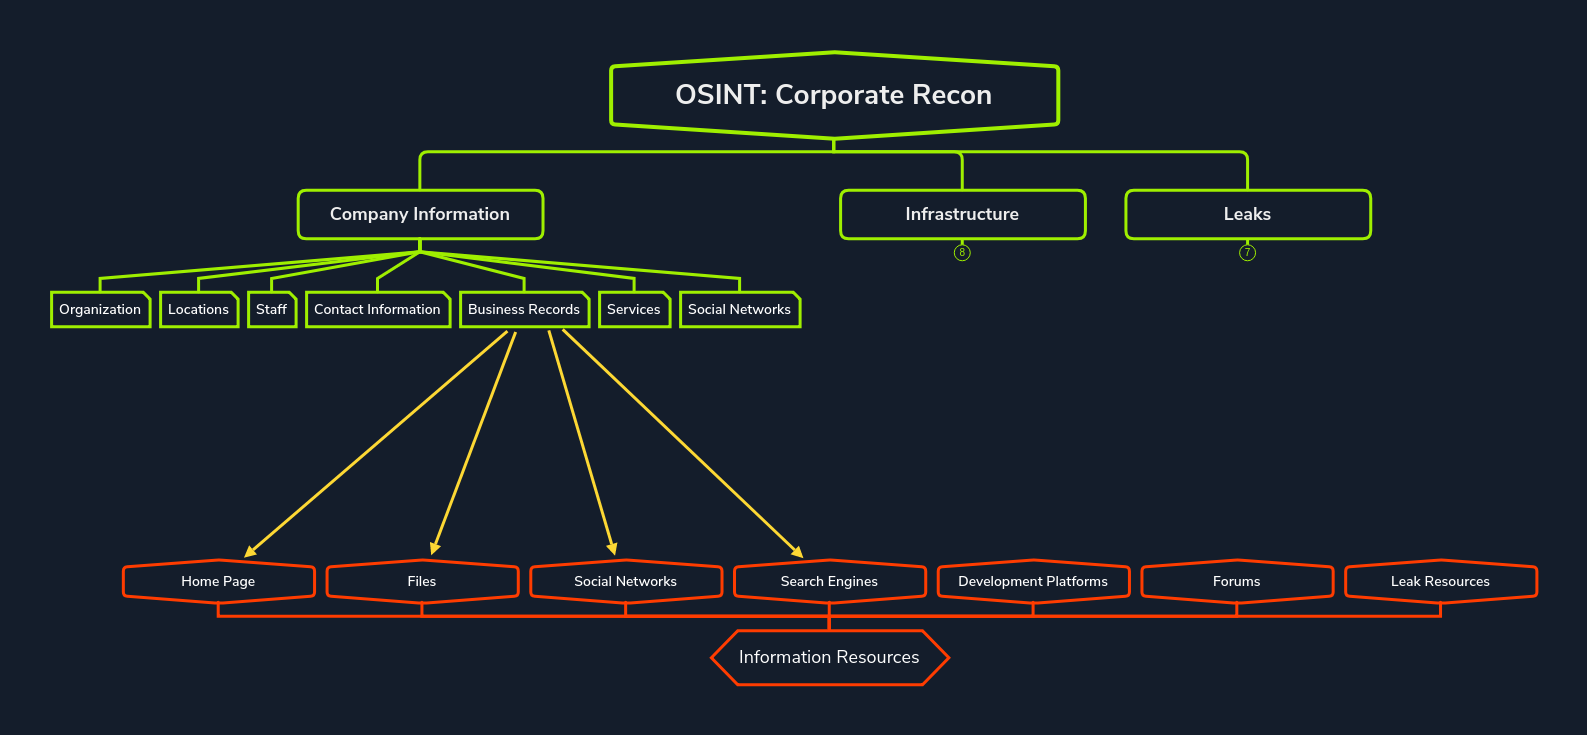 OSINT: Corporate Recon
Company Information
Infrastructure
Leaks
8
7
Organization
Locations
Staff
Contact Information
Business Records
Services
Social Networks
Home Page
Files
Social Networks
Search Engines
Development Platforms
Forums
Leak Resources
Information Resources